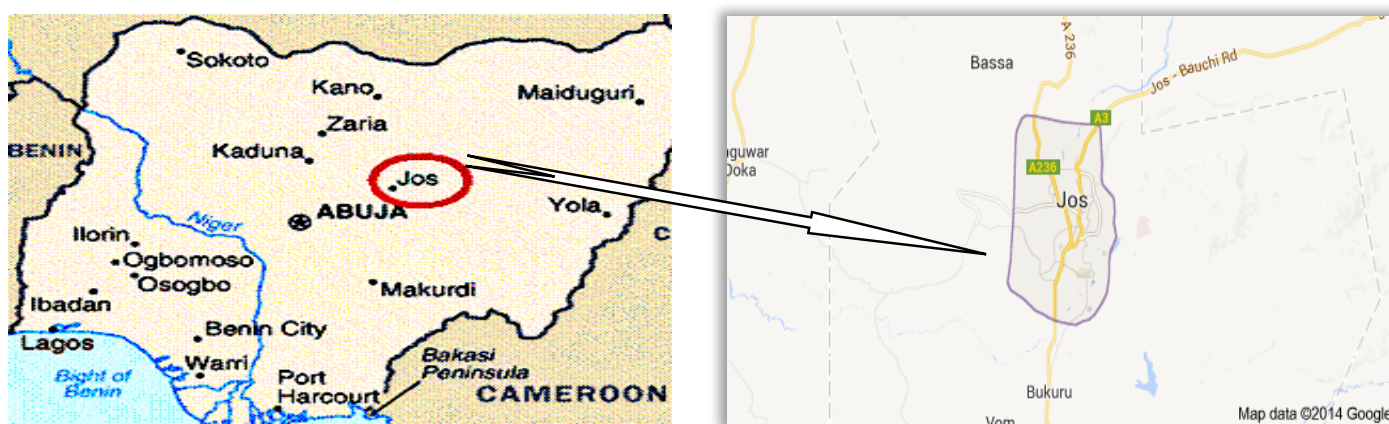 Sokoto
Kano
Maiduguri
Zaria
BENIN
Kaduna
Jos
ABUJA
Yola
Niger
C
Ilorin
Ogbomoso
Osogbo
Ibadan
Makurdi
Lagos
Benin City
Warri
Bight of
Benin
Port
Harcourt
Bakasi
Peninsula
CAMEROON
A 236
Bassa
Jos - Bauchi Rd
A3
nguwar
Doka
A236
Jos
Bukuru
Vom
Map data ©2014 Google